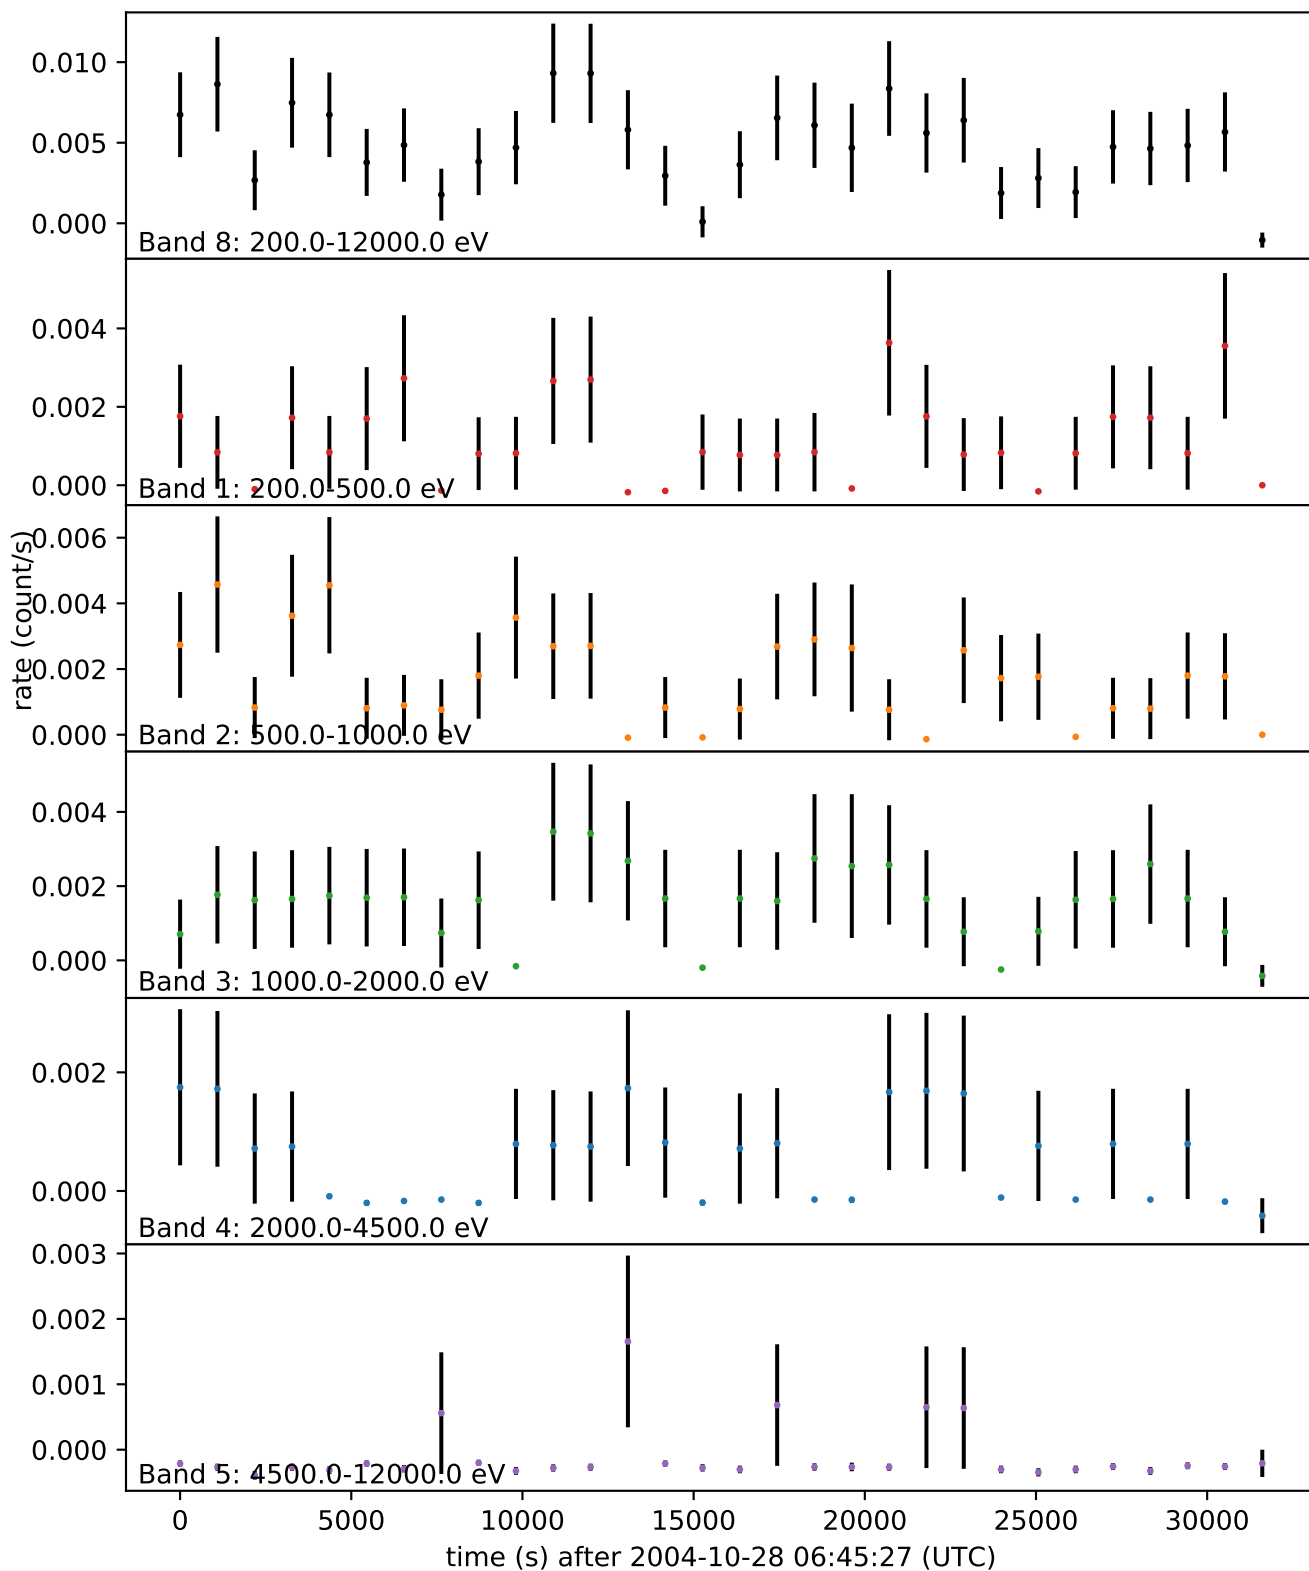 0.010
0.005
0.000
Band 8: 200.0-12000.0 eV
0.004
0.002
0.000
Band 1: 200.0-500.0 eV
rate (count/s)
0.006
0.004
0.002
0.000
Band 2: 500.0-1000.0 eV
0.004
0.002
0.000
Band 3: 1000.0-2000.0 eV
0.002
0.000
Band 4: 2000.0-4500.0 eV
0.003
0.002
0.001
0.000
Band 5: 4500.0-12000.0 eV
0 5000 10000 15000 20000 25000 30000
time (s) after 2004-10-28 06:45:27 (UTC)